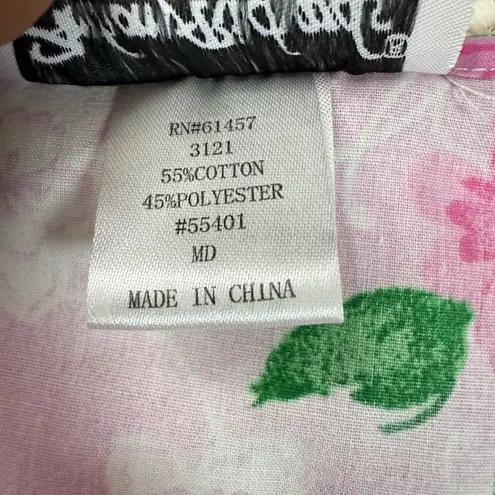 RN#61457
3121
55%COTTON
45%POLYESTER
#55401
MD
MADE IN CHINA